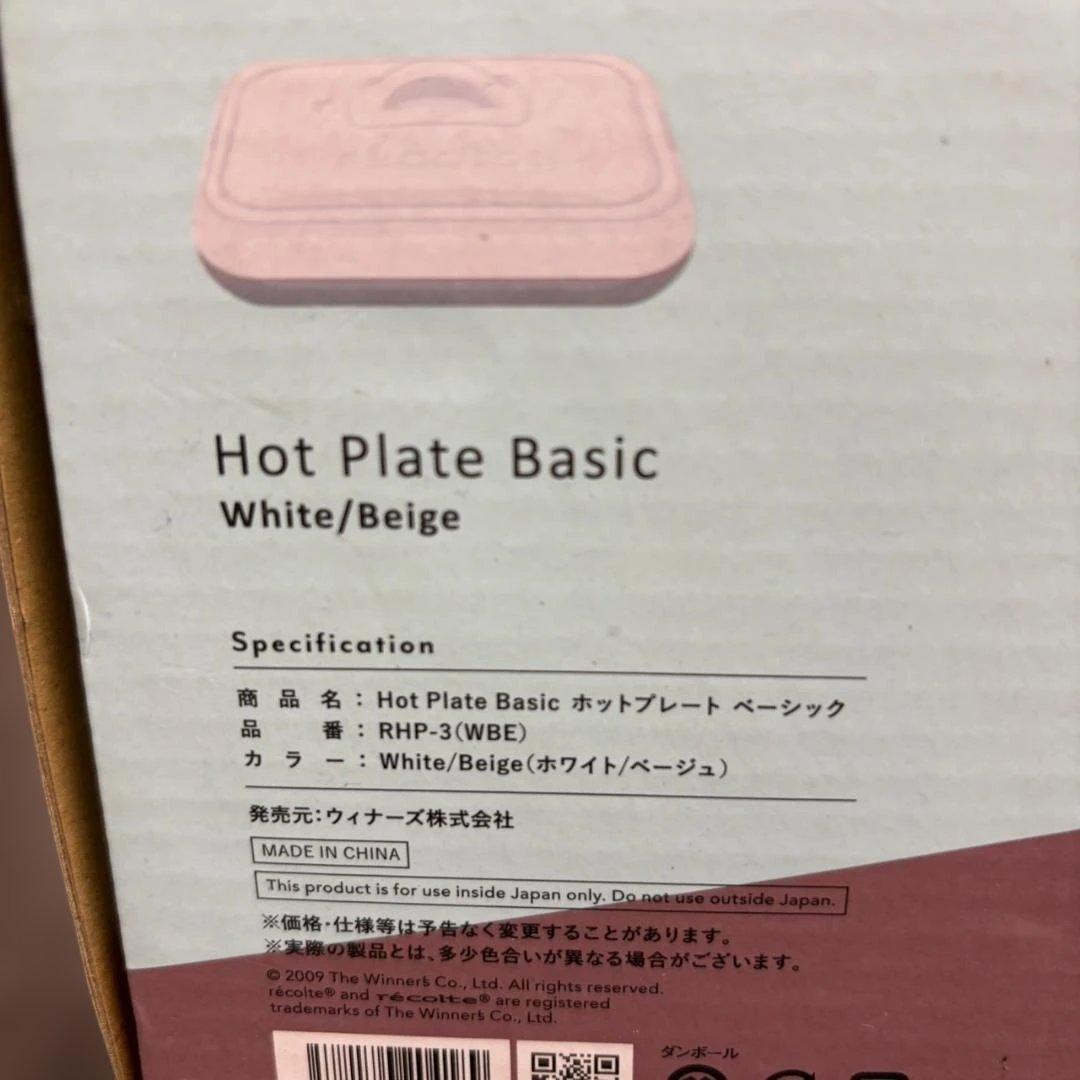 Hot Plate Basic
White/Beige
Specification
商品名：Hot Plate Basic ホットプレート ベーシック
品番：RHP-3(WBE)
カラー：White/Beige(ホワイト/ベージュ)
発売元:ウィナーズ株式会社
MADE IN CHINA
This product is for use inside Japan only. Do not use outside Japan.
※価格・仕様等は予告なく変更することがあります。
※実際の製品とは、多少色合いが異なる場合がございます。
© 2009 The Winner's Co., Ltd. All rights reserved.
récolte® and récolte® are registered
trademarks of The Winner's Co., Ltd.
ダンボール